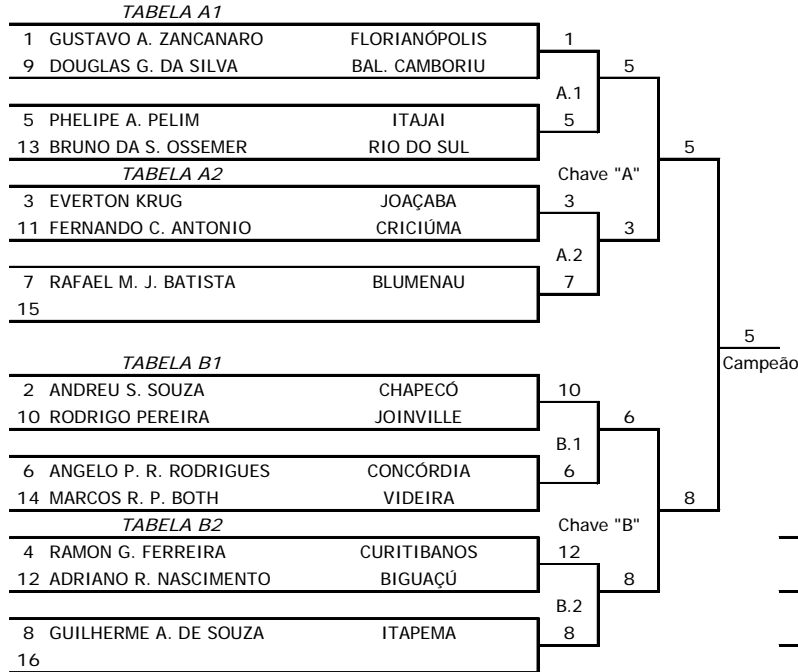 TABELA A1
1 GUSTAVO A. ZANCANARO FLORIANÓPOLIS 1
9 DOUGLAS G. DA SILVA BAL. CAMBORIU 5
A.1
5 PHELIPE A. PELIM ITAJAI 5
13 BRUNO DA S. OSSEMER RIO DO SUL 5
TABELA A2 Chave "A"
3 EVERTON KRUG JOAÇABA 3
11 FERNANDO C. ANTONIO CRICIÚMA 3
A.2
7 RAFAEL M. J. BATISTA BLUMENAU 7
15
5
TABELA B1 Campeão
2 ANDREU S. SOUZA CHAPECÓ 10
10 RODRIGO PEREIRA JOINVILLE 6
B.1
6 ANGELO P. R. RODRIGUES CONCÓRDIA 6
14 MARCOS R. P. BOTH VIDEIRA 8
TABELA B2 Chave "B"
4 RAMON G. FERREIRA CURITIBANOS 12
12 ADRIANO R. NASCIMENTO BIGUAÇÚ 8
B.2
8 GUILHERME A. DE SOUZA ITAPEMA 8
16